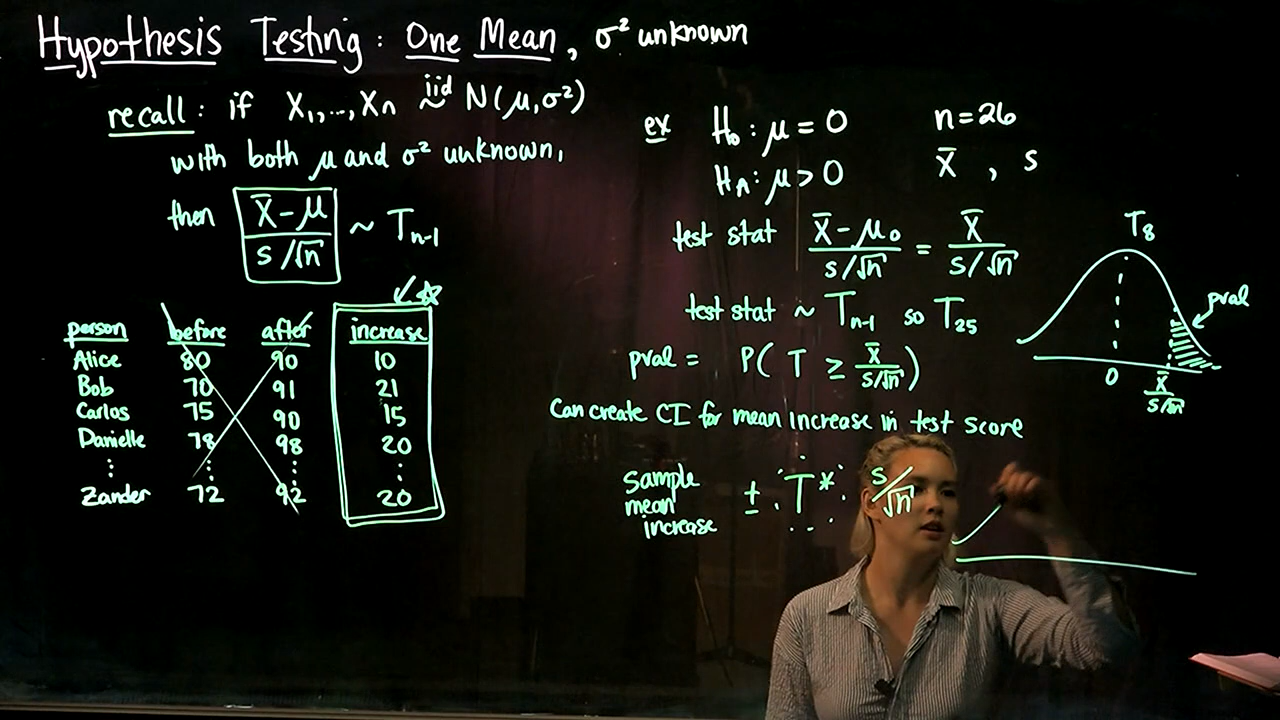 Hypothesis Testing: One Mean, σ² unknown
recall: if X₁,...,Xn iid ~ N(μ,σ²)
with both μ and σ² unknown,
then X̄-μ / s/√n ~ Tn-1
person before after increase
Alice 80 90 10
Bob 70 91 21
Carlos 75 90 15
Danielle 78 98 20
⋮ ⋮ ⋮ ⋮
Zander 72 92 20
ex H₀: μ = 0 n=26
HA: μ > 0 X̄, s
test stat X̄-μ₀ / s/√n = X̄ / s/√n
test stat ~ Tn-1 so T25
pval = P( T ≥ X̄ / s/√n )
T8
pval
0 X̄ / s/√n
Can create CI for mean increase in test score
sample
mean
increase ± T* s/√n